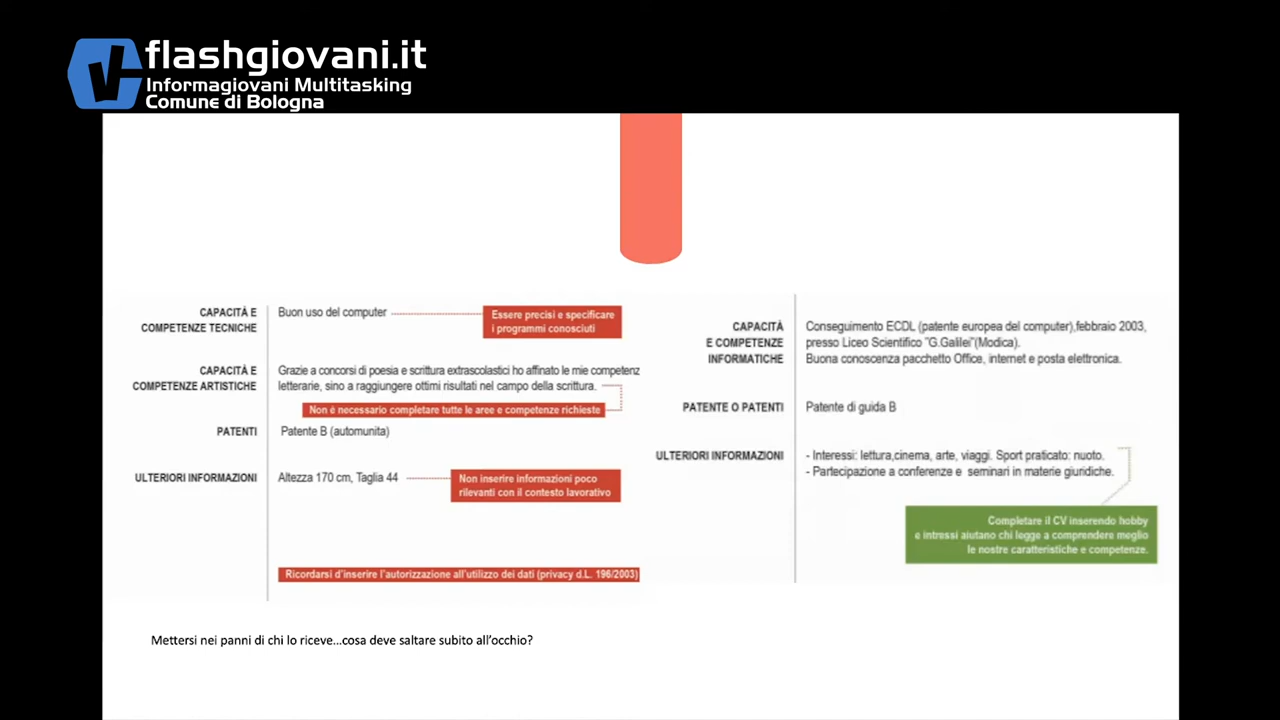 flashgiovani.it
Informagiovani Multitasking
Comune di Bologna
CAPACITÀ E
COMPETENZE TECNICHE
Buon uso del computer
Essere precisi e specificare
i programmi conosciuti
CAPACITÀ E
COMPETENZE ARTISTICHE
Grazie a concorsi di poesia e scrittura extrascolastici ho affinato le mie competenz
letterarie, sino a raggiungere ottimi risultati nel campo della scrittura.
Non è necessario completare tutte le aree e competenze richieste
PATENTI
Patente B (automunita)
ULTERIORI INFORMAZIONI
Altezza 170 cm, Taglia 44
Non inserire informazioni poco
rilevanti con il contesto lavorativo
Ricordarsi d'inserire l'autorizzazione all'utilizzo dei dati (privacy d.L. 196/2003)
CAPACITÀ
E COMPETENZE
INFORMATICHE
Conseguimento ECDL (patente europea del computer),febbraio 2003,
presso Liceo Scientifico "G.Galilei"(Modica).
Buona conoscenza pacchetto Office, internet e posta elettronica.
PATENTE O PATENTI
Patente di guida B
ULTERIORI INFORMAZIONI
- Interessi: lettura,cinema, arte, viaggi. Sport praticato: nuoto.
- Partecipazione a conferenze e seminari in materie giuridiche.
Completare il CV inserendo hobby
e intressi aiutano chi legge a comprendere meglio
le nostre caratteristiche e competenze.
Mettersi nei panni di chi lo riceve...cosa deve saltare subito all'occhio?